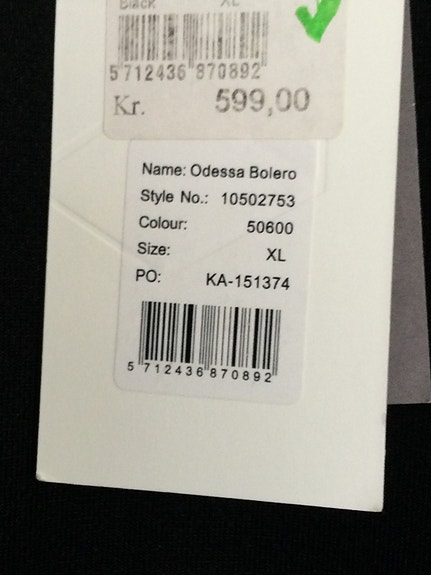 Black XL
5 712436 870892
Kr. 599,00
Name: Odessa Bolero
Style No.: 10502753
Colour: 50600
Size: XL
PO: KA-151374
5 712436 870892